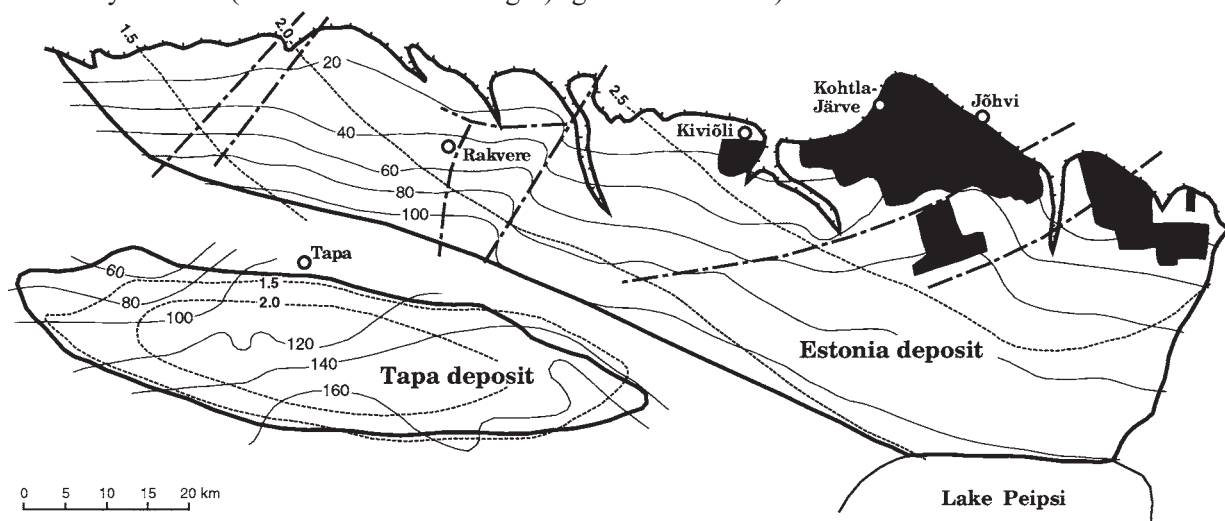 1.5
2.0
20
2.5
Kohtla-
Järve
Jõhvi
Kiviõli
40
Rakvere
60
80
100
Tapa
60
1.5
80
2.0
100
120
140
Estonia deposit
Tapa deposit
160
0 5 10 15 20 km
Lake Peipsi